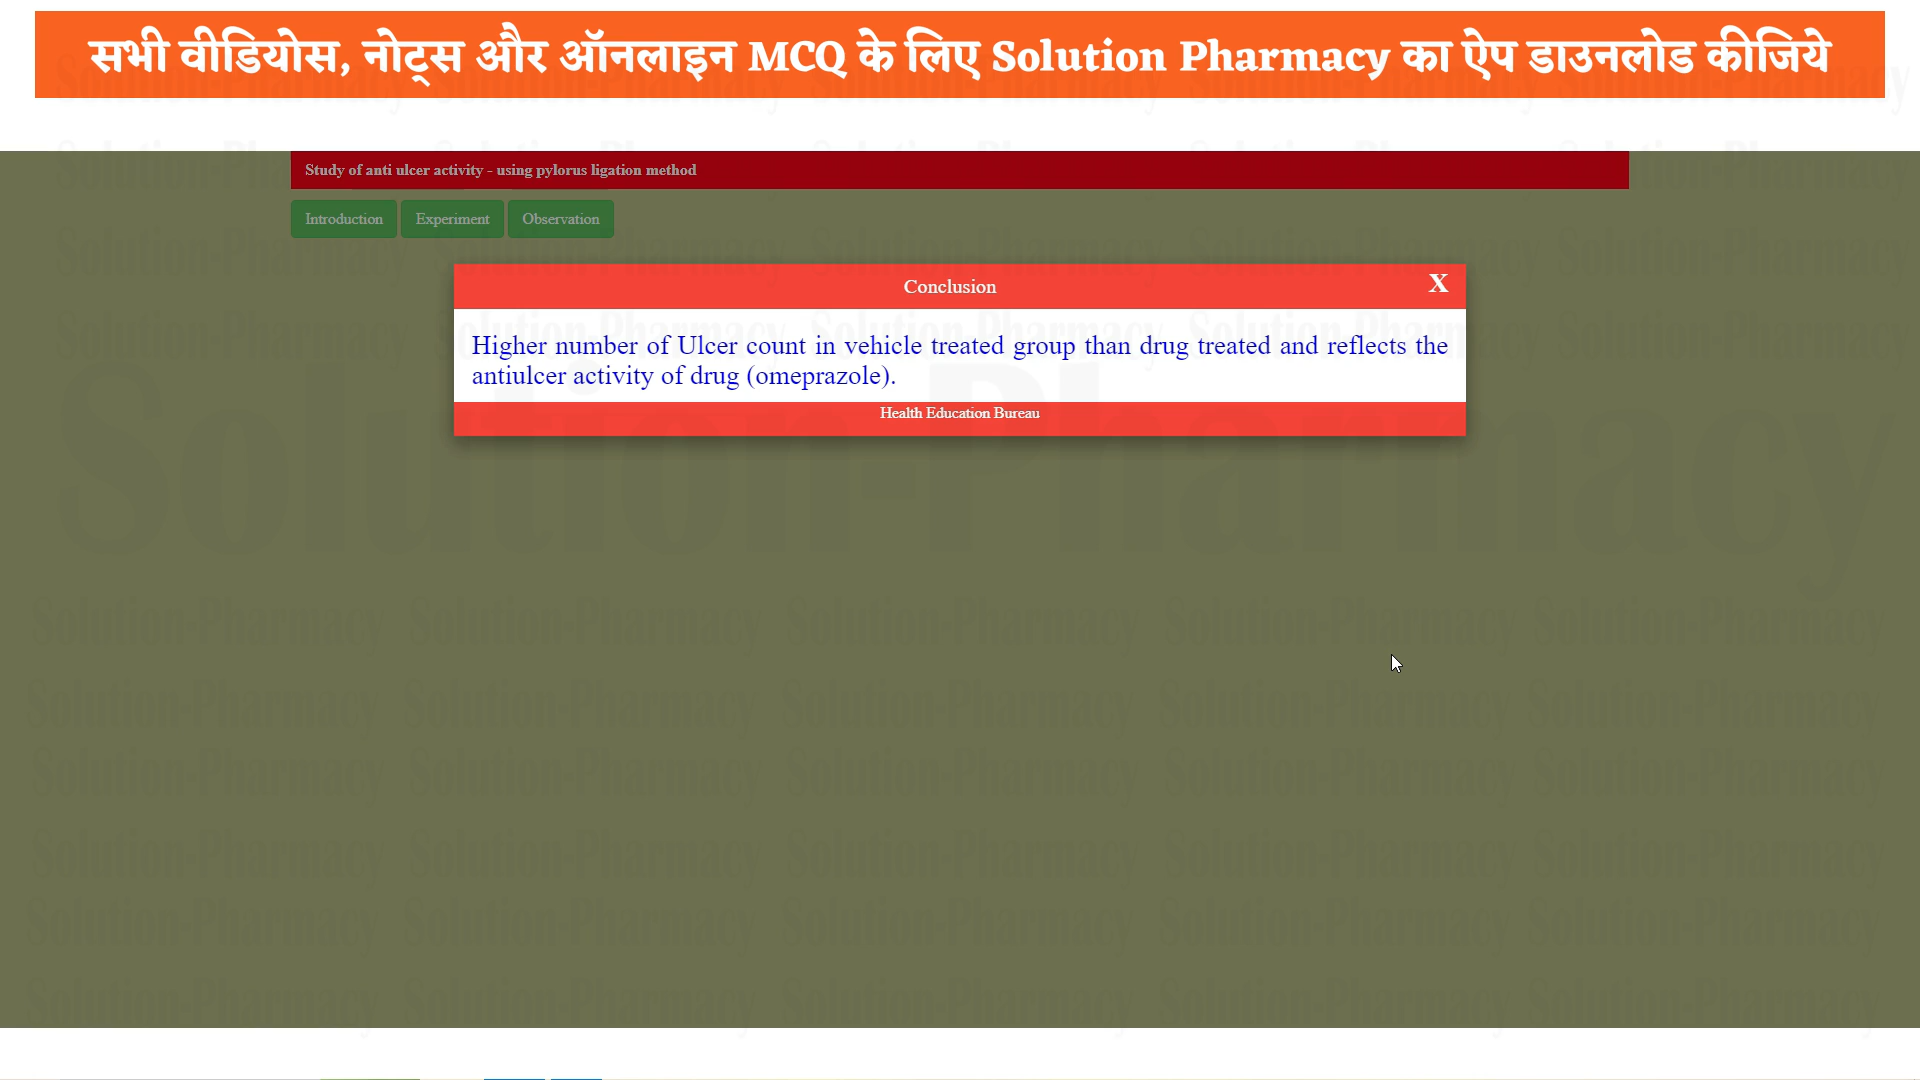 सभी वीडियोस, नोट्स और ऑनलाइन MCQ के लिए Solution Pharmacy का ऐप डाउनलोड कीजिये
Study of anti ulcer activity - using pylorus ligation method
Introduction Experiment Observation
Conclusion X
Higher number of Ulcer count in vehicle treated group than drug treated and reflects the
antiulcer activity of drug (omeprazole).
Health Education Bureau
Solution-Pharmacy